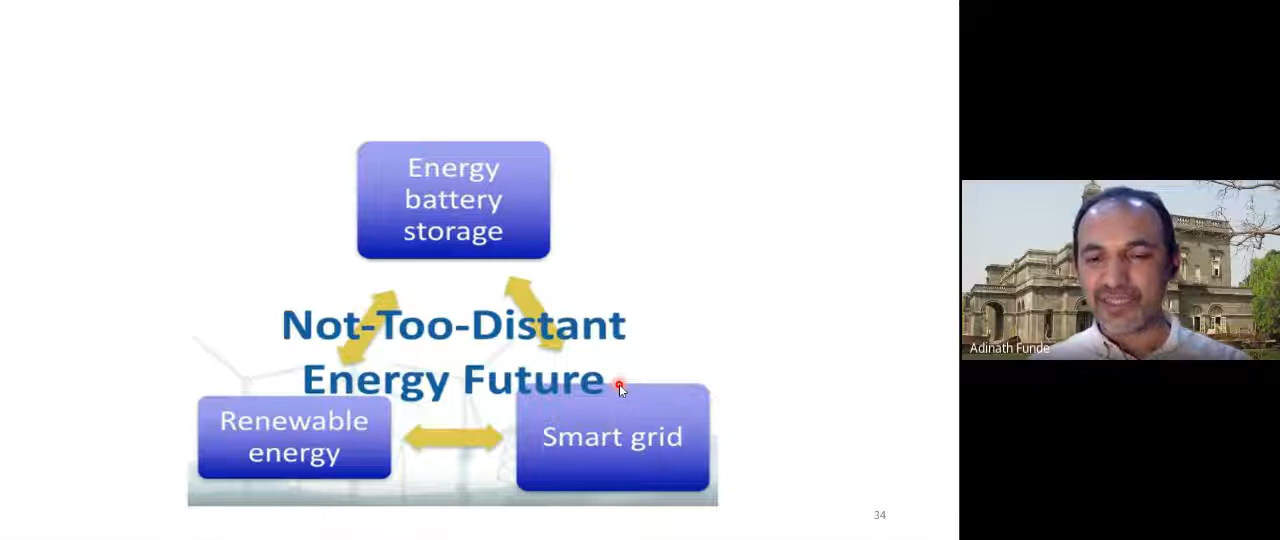 Energy
battery
storage
Not-Too-Distant
Energy Future
Renewable
energy
Smart grid
34
Adinath Funde